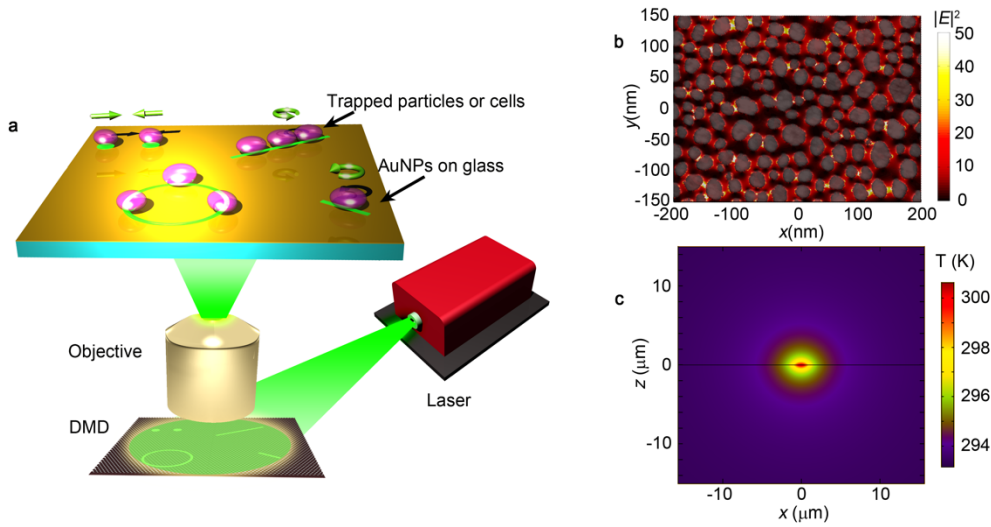 a
Trapped particles or cells
AuNPs on glass
Objective
DMD
Laser
b
|E|²
150
100
50
0
-50
-100
-150
y(nm)
-200
-100
0
100
200
x(nm)
50
40
30
20
10
0
c
T (K)
10
0
-10
z (μm)
-10
0
10
x (μm)
300
298
296
294